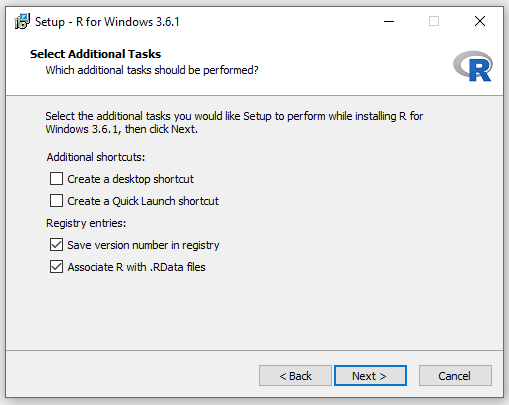 Setup - R for Windows 3.6.1
Select Additional Tasks
Which additional tasks should be performed?
R
Select the additional tasks you would like Setup to perform while installing R for
Windows 3.6.1, then click Next.
Additional shortcuts:
Create a desktop shortcut
Create a Quick Launch shortcut
Registry entries:
Save version number in registry
Associate R with .RData files
< Back
Next >
Cancel